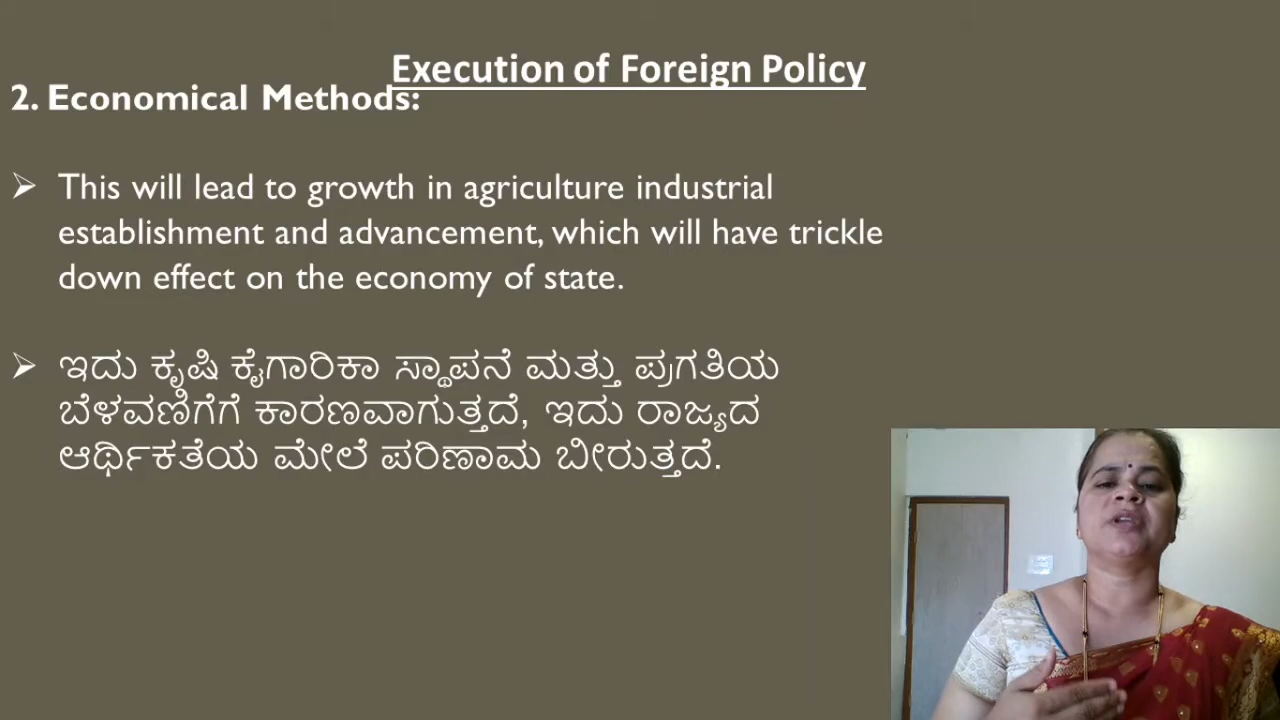 Execution of Foreign Policy
2. Economical Methods:
➢ This will lead to growth in agriculture industrial
establishment and advancement, which will have trickle
down effect on the economy of state.
➢ ಇದು ಕೃಷಿ ಕೈಗಾರಿಕಾ ಸ್ಥಾಪನೆ ಮತ್ತು ಪ್ರಗತಿಯ
ಬೆಳವಣಿಗೆಗೆ ಕಾರಣವಾಗುತ್ತದೆ, ಇದು ರಾಜ್ಯದ
ಆರ್ಥಿಕತೆಯ ಮೇಲೆ ಪರಿಣಾಮ ಬೀರುತ್ತದೆ.